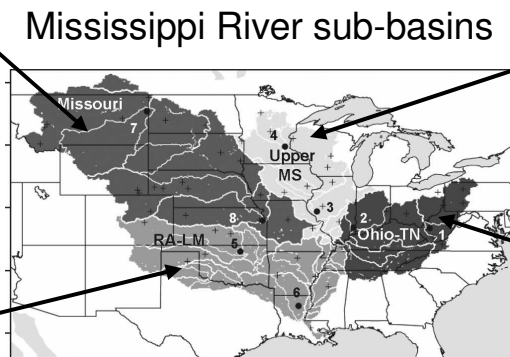 Mississippi River sub-basins
Missouri
7
4
Upper
MS
3
8
2
RA-LM
Ohio-TN
1
5
6